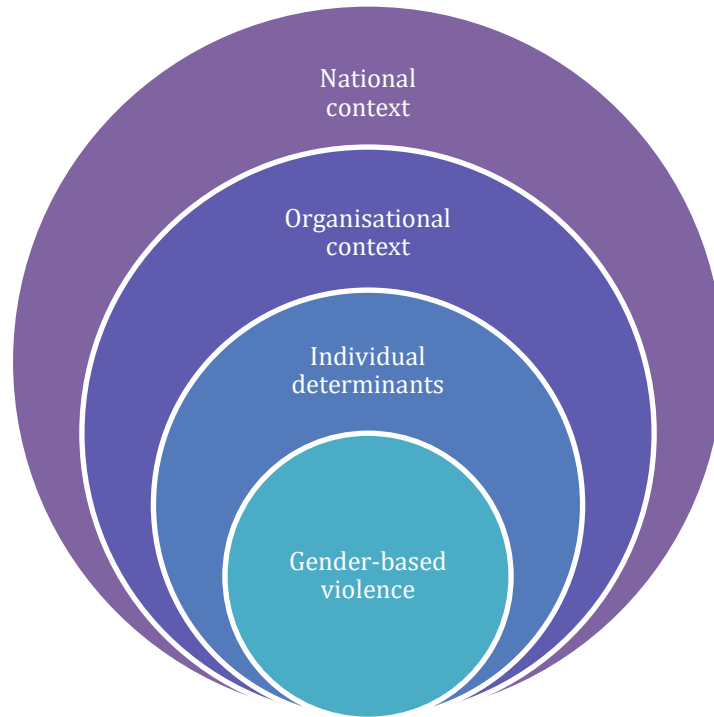 National
context
Organisational
context
Individual
determinants
Gender-based
violence